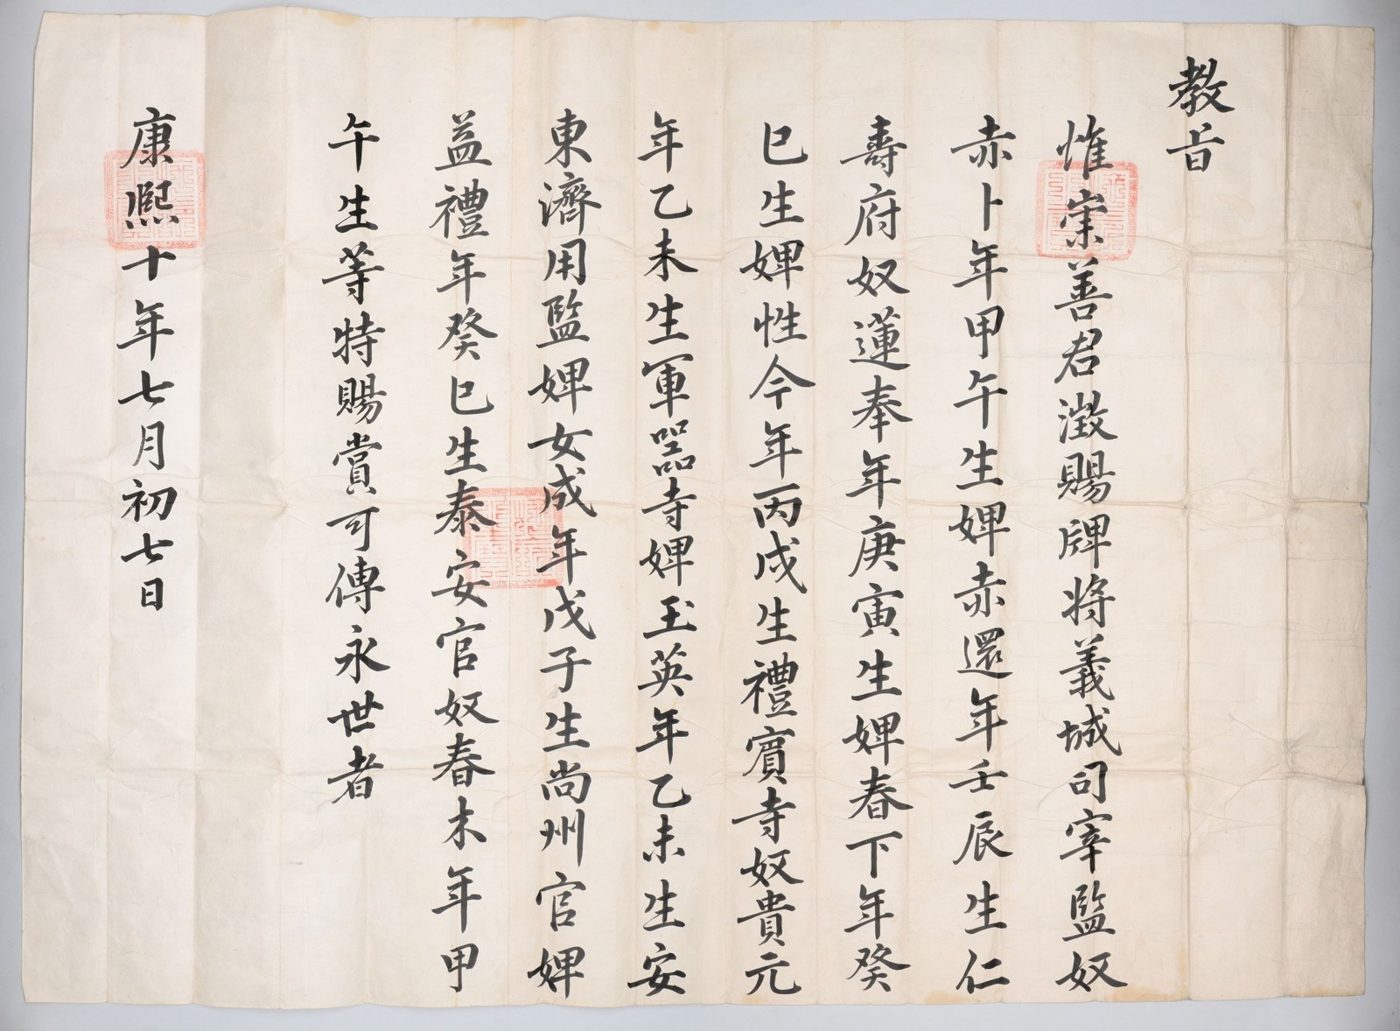 教旨
惟崇善君澂賜牌將義城司宰監奴
赤卜年甲午生婢赤還年壬辰生仁
壽府奴蓮奉年庚寅生婢春下年癸
巳生婢性今年丙戌生禮賓寺奴貴元
年乙未生軍器寺婢玉英年乙未生安
東濟用監婢女成年戊子生尚州官婢
益禮年癸巳生泰安官奴春木年甲
午生等特賜賞可傳永世者
康熙十年七月初七日